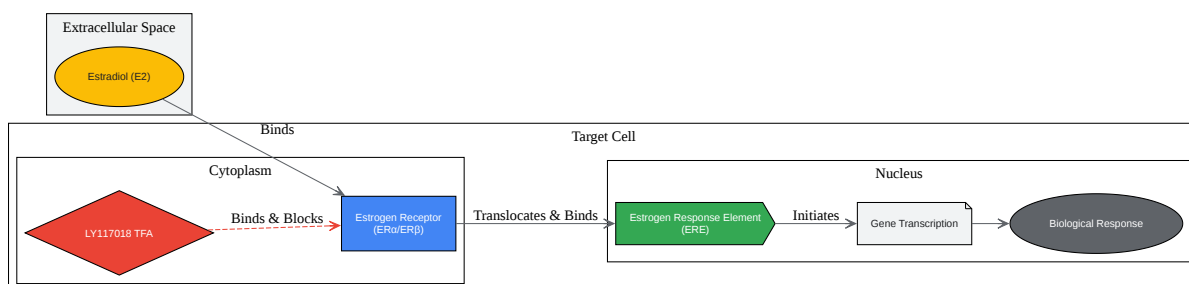 Extracellular Space
Estradiol (E2)
Binds
Target Cell
Cytoplasm
LY117018 TFA
Binds & Blocks
Estrogen Receptor
(ERα/ERβ)
Translocates & Binds
Nucleus
Estrogen Response Element
(ERE)
Initiates
Gene Transcription
Biological Response